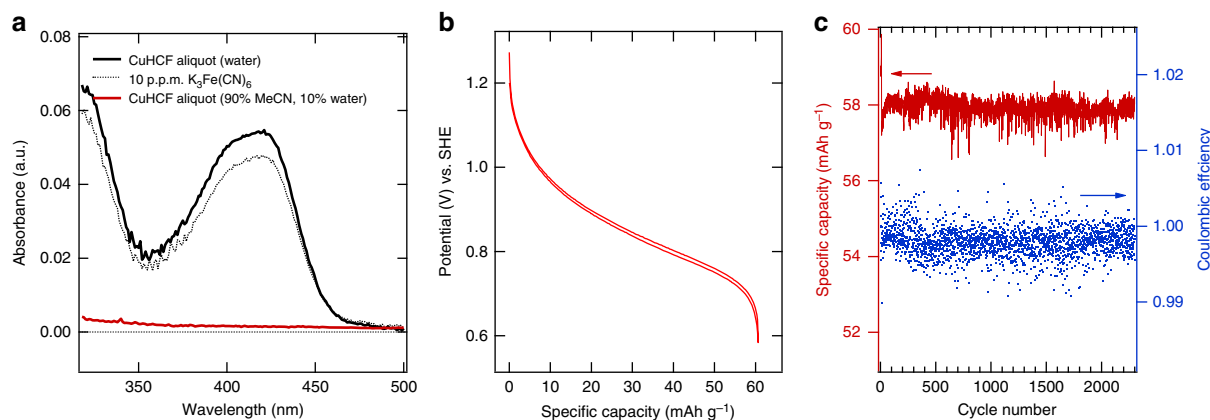 a
0.08
0.06
0.04
0.02
0.00
Absorbance (a.u.)
CuHCF aliquot (water)
10 p.p.m. K₃Fe(CN)₆
CuHCF aliquot (90% MeCN, 10% water)
350
400
450
500
Wavelength (nm)
b
1.2
1.0
0.8
0.6
Potential (V) vs. SHE
0
10
20
30
40
50
60
Specific capacity (mAh g⁻¹)
c
60
58
56
54
52
Specific capacity (mAh g⁻¹)
1.02
1.01
1.00
0.99
Coulombic effciency
0
500
1000
1500
2000
Cycle number